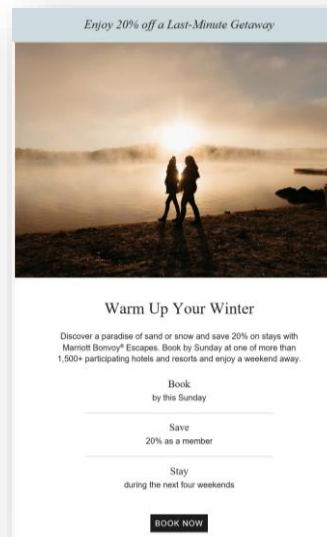 Enjoy 20% off a Last-Minute Getaway
Warm Up Your Winter
Discover a paradise of sand or snow and save 20% on stays with
Marriott Bonvoy® Escapes. Book by Sunday at one of more than
1,500+ participating hotels and resorts and enjoy a weekend away.
Book
by this Sunday
Save
20% as a member
Stay
during the next four weekends
BOOK NOW